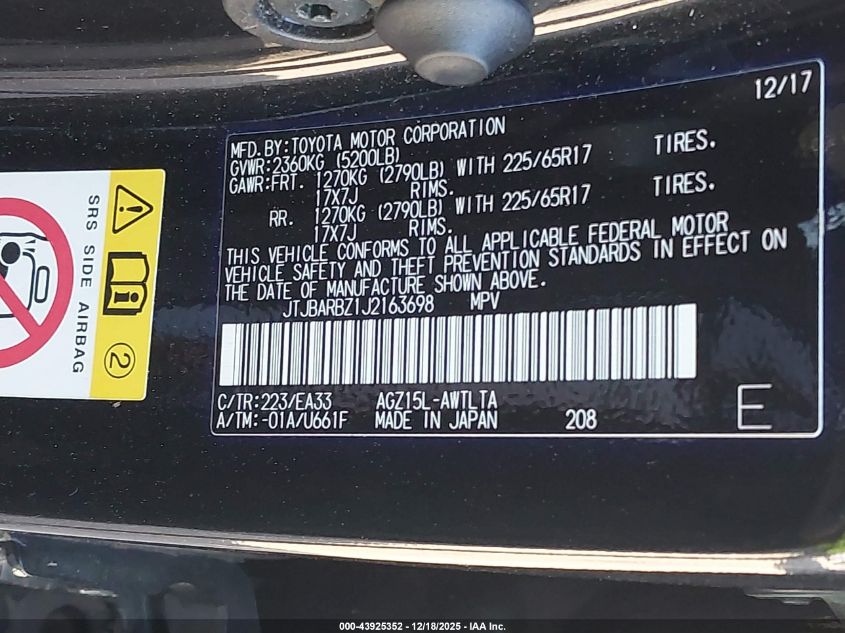 12/17
MFD. BY:TOYOTA MOTOR CORPORATION
GVWR:2360KG (5200LB)
GAWR:FRT. 1270KG (2790LB) WITH 225/65R17 TIRES.
17X7J RIMS.
RR. 1270KG (2790LB) WITH 225/65R17 TIRES.
17X7J RIMS.
THIS VEHICLE CONFORMS TO ALL APPLICABLE FEDERAL MOTOR
VEHICLE SAFETY AND THEFT PREVENTION STANDARDS IN EFFECT ON
THE DATE OF MANUFACTURE SHOWN ABOVE.
JTJBARBZ1J2163698 MPV
C/TR:223/EA33 AGZ15L-AWTLTA
A/TM:-01A/U661F MADE IN JAPAN 208
E
SRS SIDE AIRBAG
2
000-43925352 - 12/18/2025 - IAA Inc.